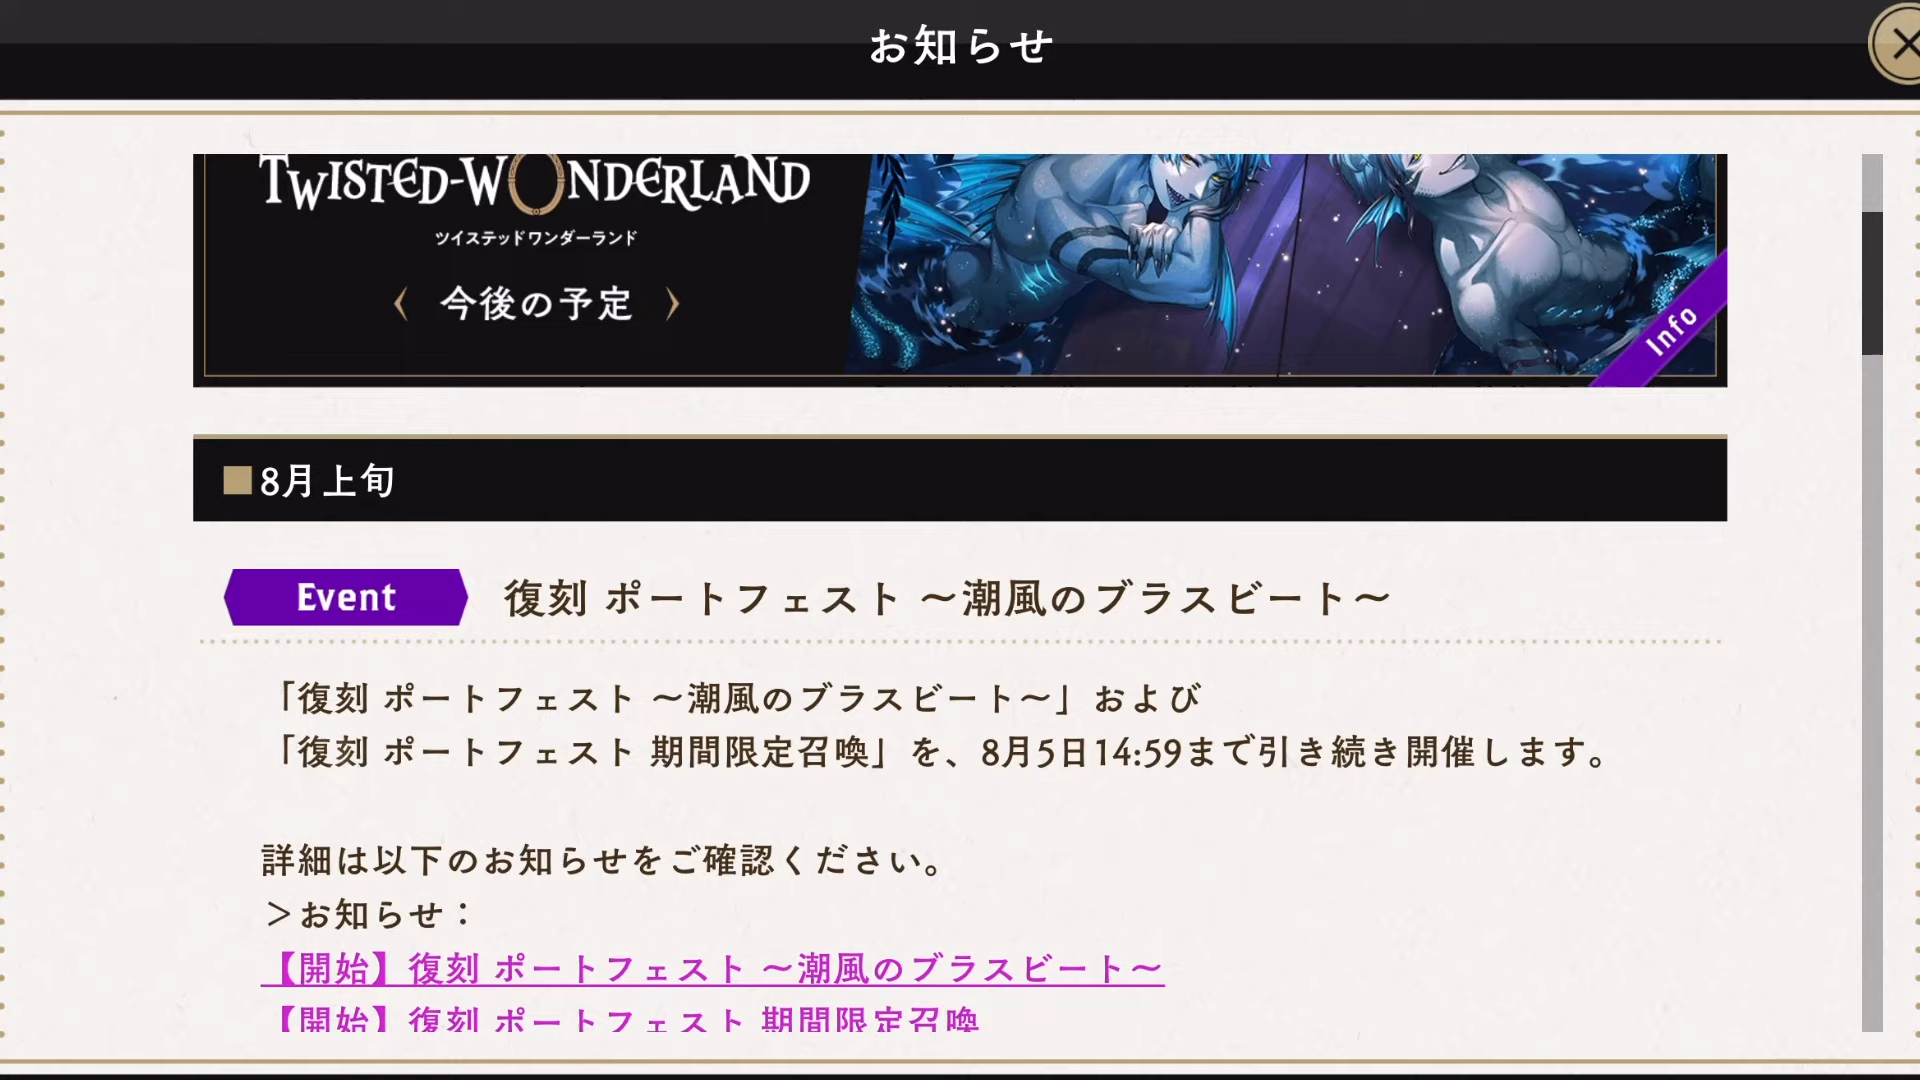 お知らせ
TWISTED-WONDERLAND
ツイステッドワンダーランド
〈 今後の予定 〉
Info
■8月上旬
Event 復刻 ポートフェスト ～潮風のブラスビート～
「復刻 ポートフェスト ～潮風のブラスビート～」および
「復刻 ポートフェスト 期間限定召喚」を、8月5日14:59まで引き続き開催します。
詳細は以下のお知らせをご確認ください。
＞お知らせ：
【開始】復刻 ポートフェスト ～潮風のブラスビート～
【開始】復刻 ポートフェスト 期間限定召喚